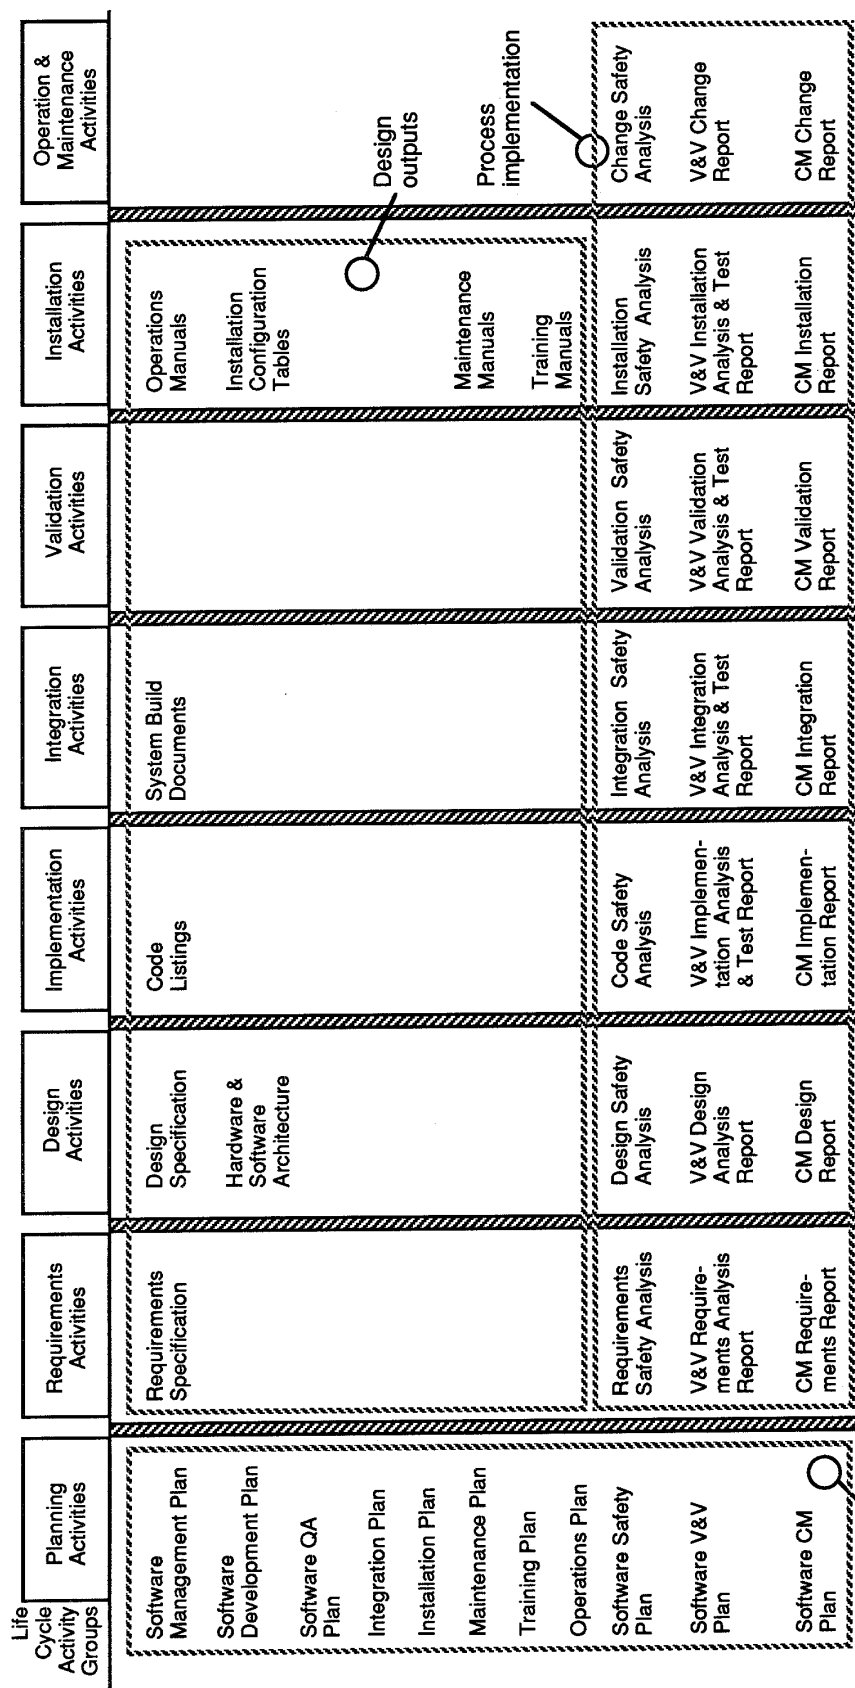 Life
Cycle
Activity
Groups
Planning
Activities
Requirements
Activities
Design
Activities
Implementation
Activities
Integration
Activities
Validation
Activities
Installation
Activities
Operation &
Maintenance
Activities
Software
Management Plan
Software
Development Plan
Software QA
Plan
Integration Plan
Installation Plan
Maintenance Plan
Training Plan
Operations Plan
Software Safety
Plan
Software V&V
Plan
Software CM
Plan
Requirements
Specification
Requirements
Safety Analysis
V&V Require-
ments Analysis
Report
CM Require-
ments Report
Design
Specification
Hardware &
Software
Architecture
Design Safety
Analysis
V&V Design
Analysis
Report
CM Design
Report
Code
Listings
Code Safety
Analysis
V&V Implemen-
tation Analysis
& Test Report
CM Implemen-
tation Report
System Build
Documents
Integration Safety
Analysis
V&V Integration
Analysis & Test
Report
CM Integration
Report
Validation Safety
Analysis
V&V Validation
Analysis & Test
Report
CM Validation
Report
Operations
Manuals
Installation
Configuration
Tables
Maintenance
Manuals
Training
Manuals
Installation
Safety Analysis
V&V Installation
Analysis & Test
Report
CM Installation
Report
Design
outputs
Process
implementation
Change Safety
Analysis
V&V Change
Report
CM Change
Report